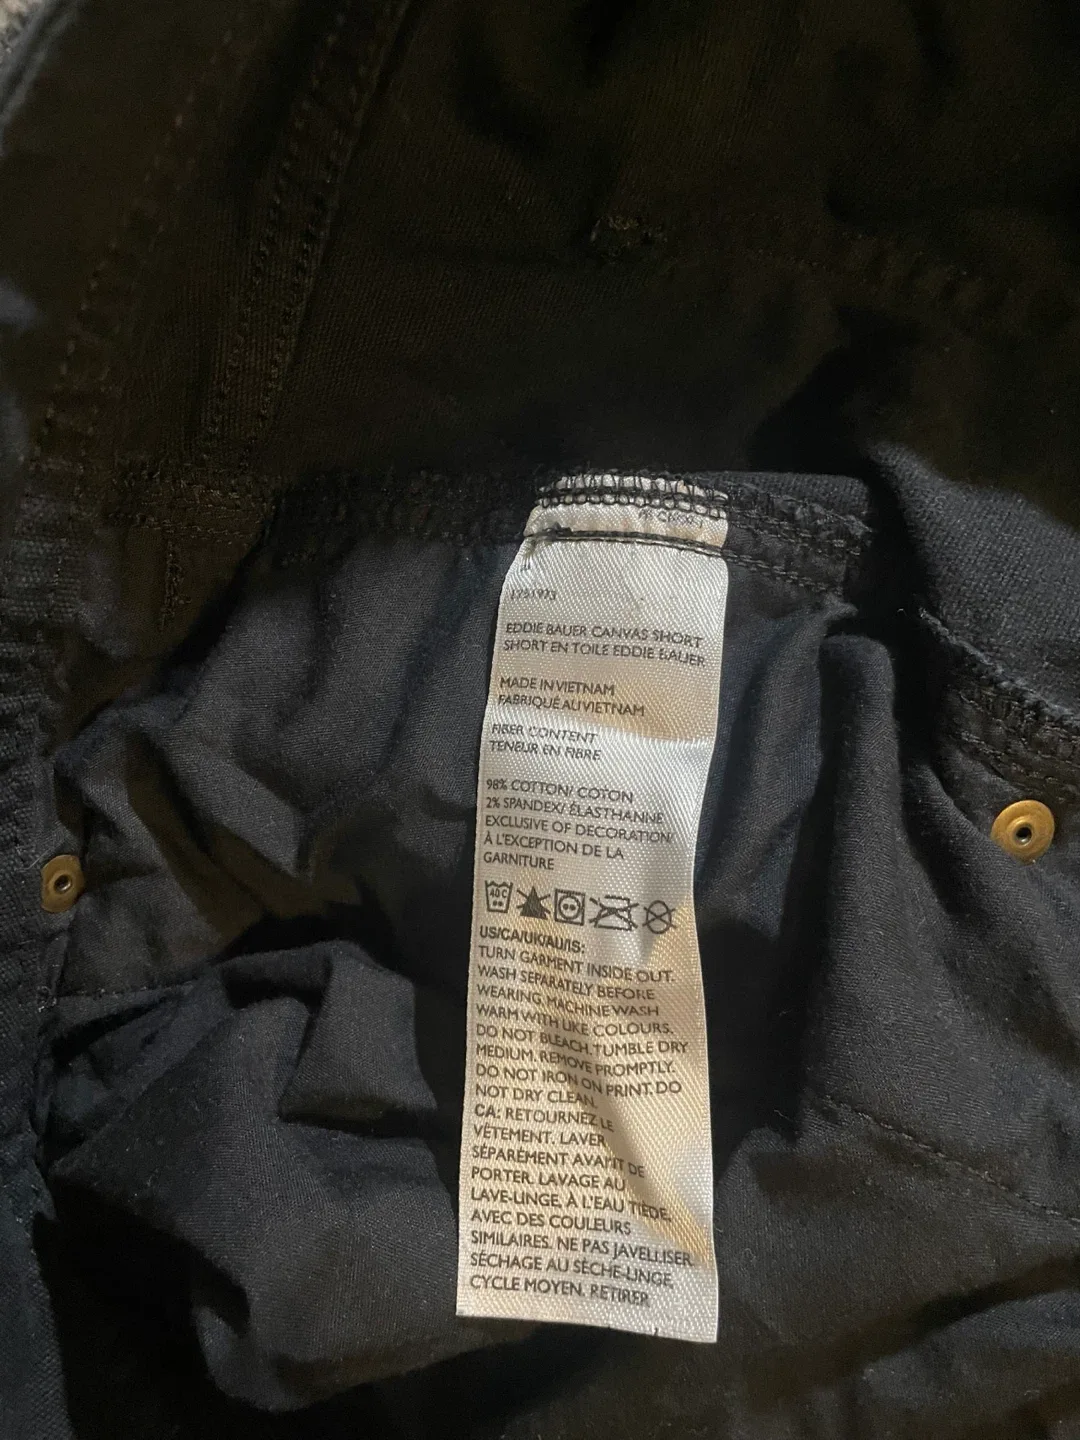 1751973
EDDIE BAUER CANVAS SHORT
SHORT EN TOILE EDDIE BAUER
MADE IN VIETNAM
FABRIQUÉ AU VIETNAM
FIBER CONTENT
TENEUR EN FIBRE
98% COTTON/ COTON
2% SPANDEX/ ÉLASTHANNE
EXCLUSIVE OF DECORATION/
À L'EXCEPTION DE LA
GARNITURE
40C
US/CA/UK/AU/IS:
TURN GARMENT INSIDE OUT.
WASH SEPARATELY BEFORE
WEARING. MACHINE WASH
WARM WITH LIKE COLOURS.
DO NOT BLEACH. TUMBLE DRY
MEDIUM. REMOVE PROMPTLY.
DO NOT IRON ON PRINT. DO
NOT DRY CLEAN.
CA: RETOURNEZ LE
VÊTEMENT. LAVER
SÉPARÉMENT AVANT DE
PORTER. LAVAGE AU
LAVE-LINGE, À L'EAU TIÈDE,
AVEC DES COULEURS
SIMILAIRES. NE PAS JAVELLISER.
SÉCHAGE AU SÈCHE-LINGE,
CYCLE MOYEN. RETIRER